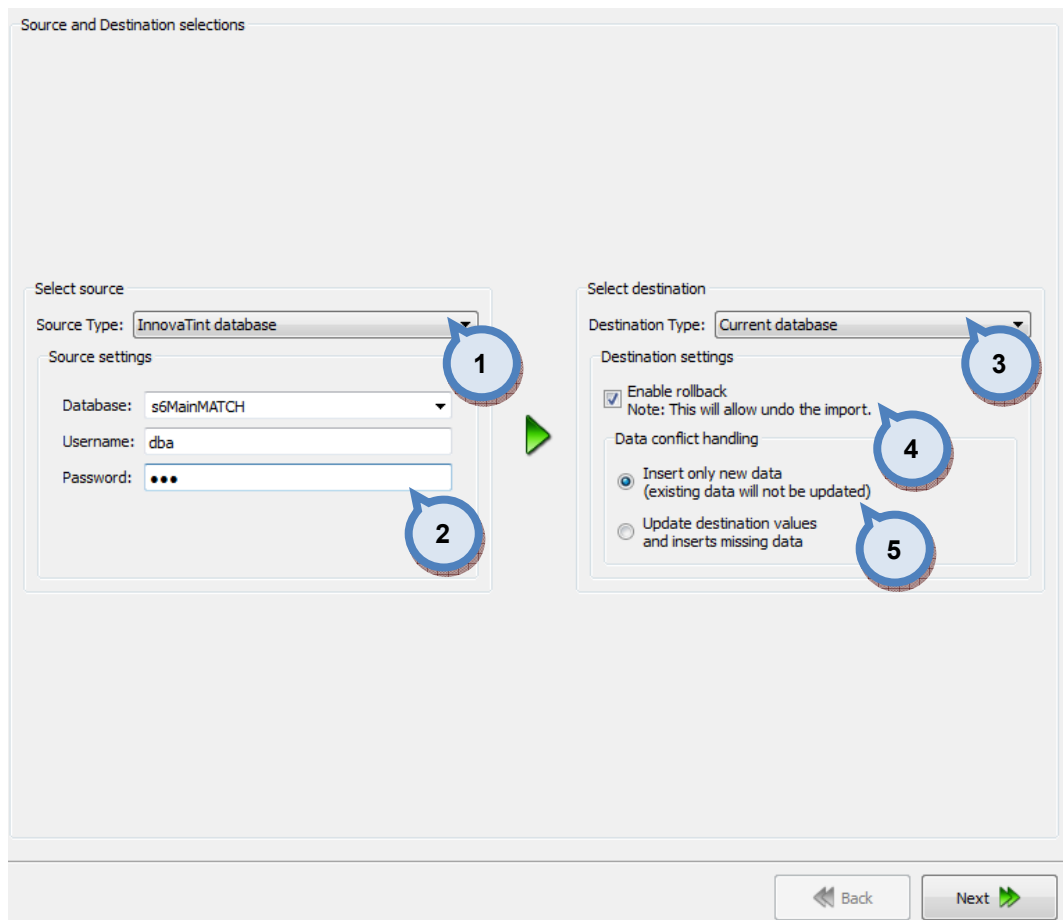 Source and Destination selections
Select source
Source Type: InnovaTint database
1
Source settings
Database: s6MainMATCH
Username: dba
Password: •••
2
Select destination
Destination Type: Current database
3
Destination settings
Enable rollback
Note: This will allow undo the import.
4
Data conflict handling
Insert only new data
(existing data will not be updated)
Update destination values
and inserts missing data
5
Back
Next